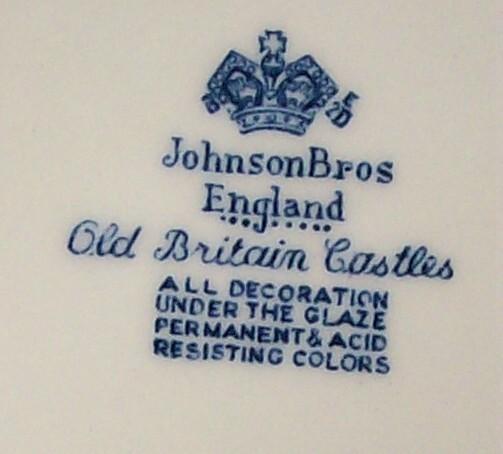 JohnsonBros
England
Old Britain Castles
ALL DECORATION
UNDER THE GLAZE
PERMANENT & ACID
RESISTING COLORS